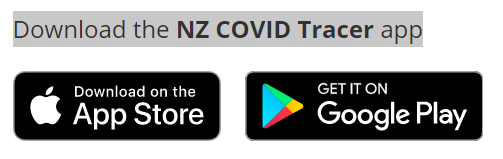 Download the NZ COVID Tracer app
Download on the
App Store
GET IT ON
Google Play